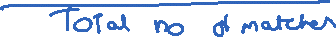 Total no of matches